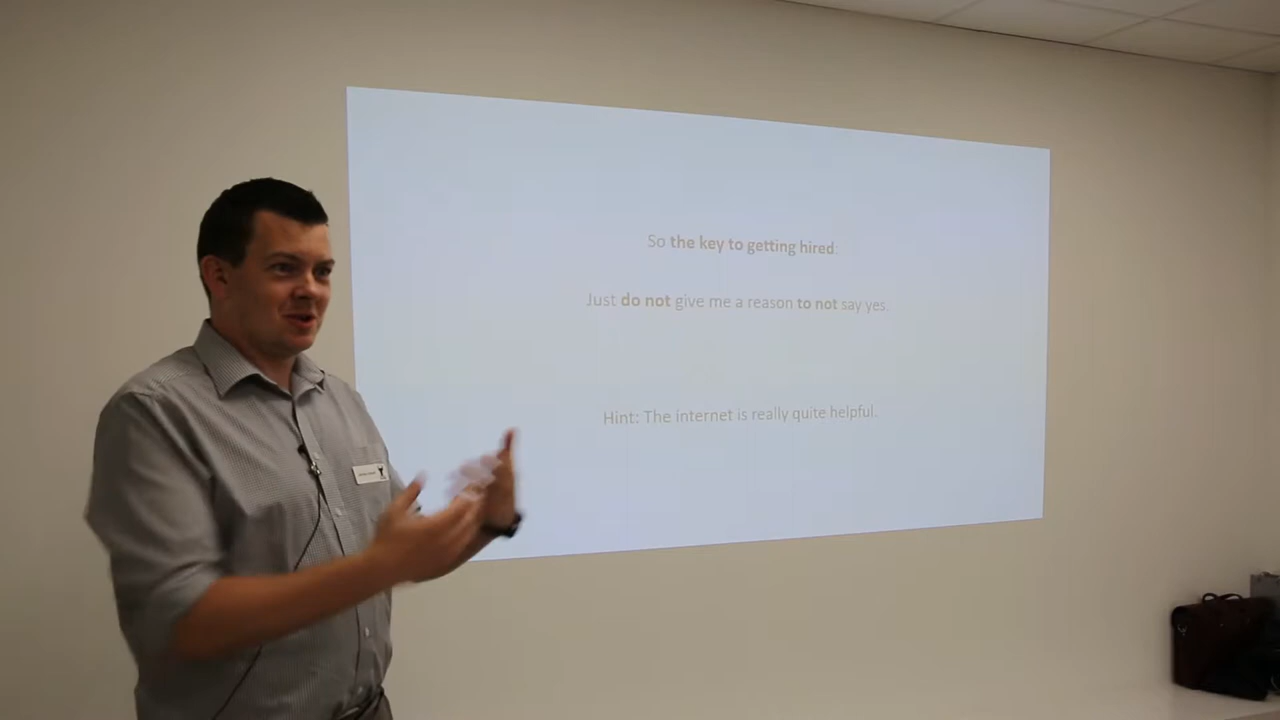 So the key to getting hired:
Just do not give me a reason to not say yes.
Hint: The internet is really quite helpful.